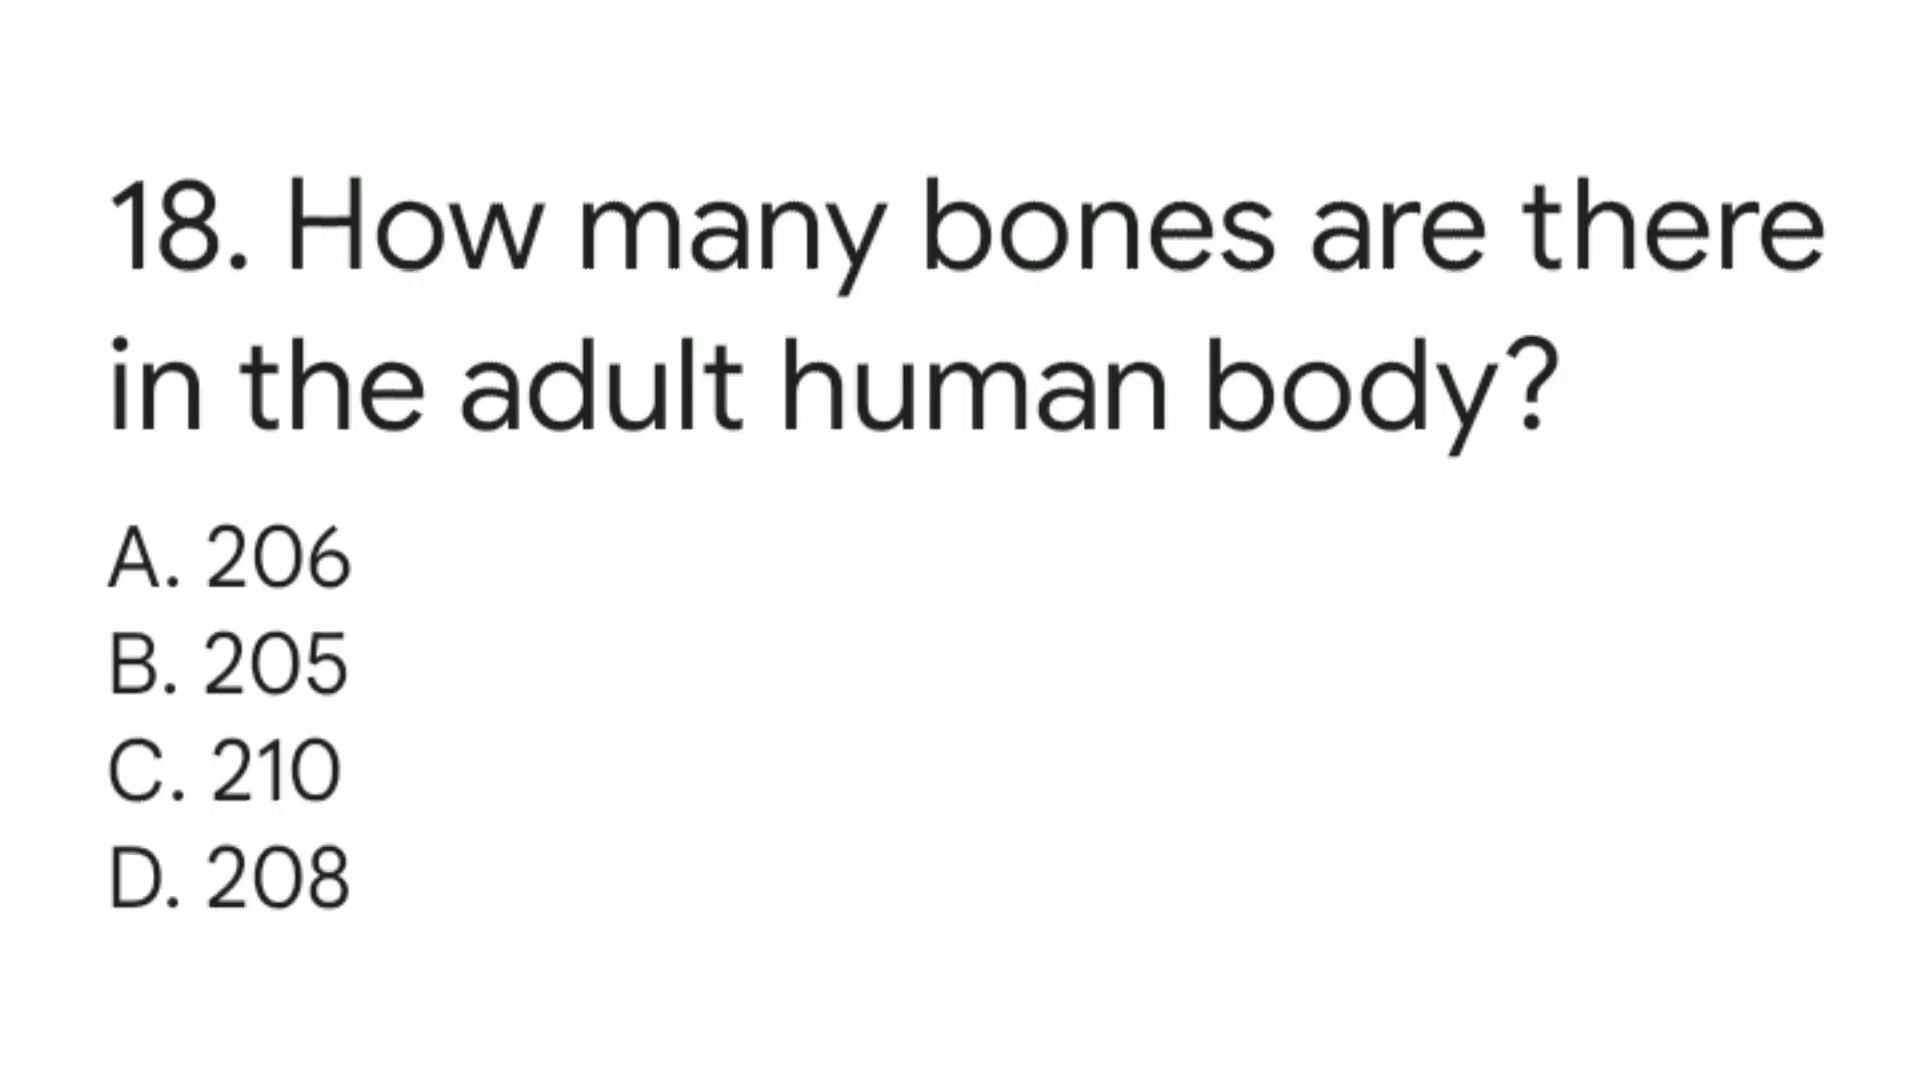 18. How many bones are there
in the adult human body?
A. 206
B. 205
C. 210
D. 208